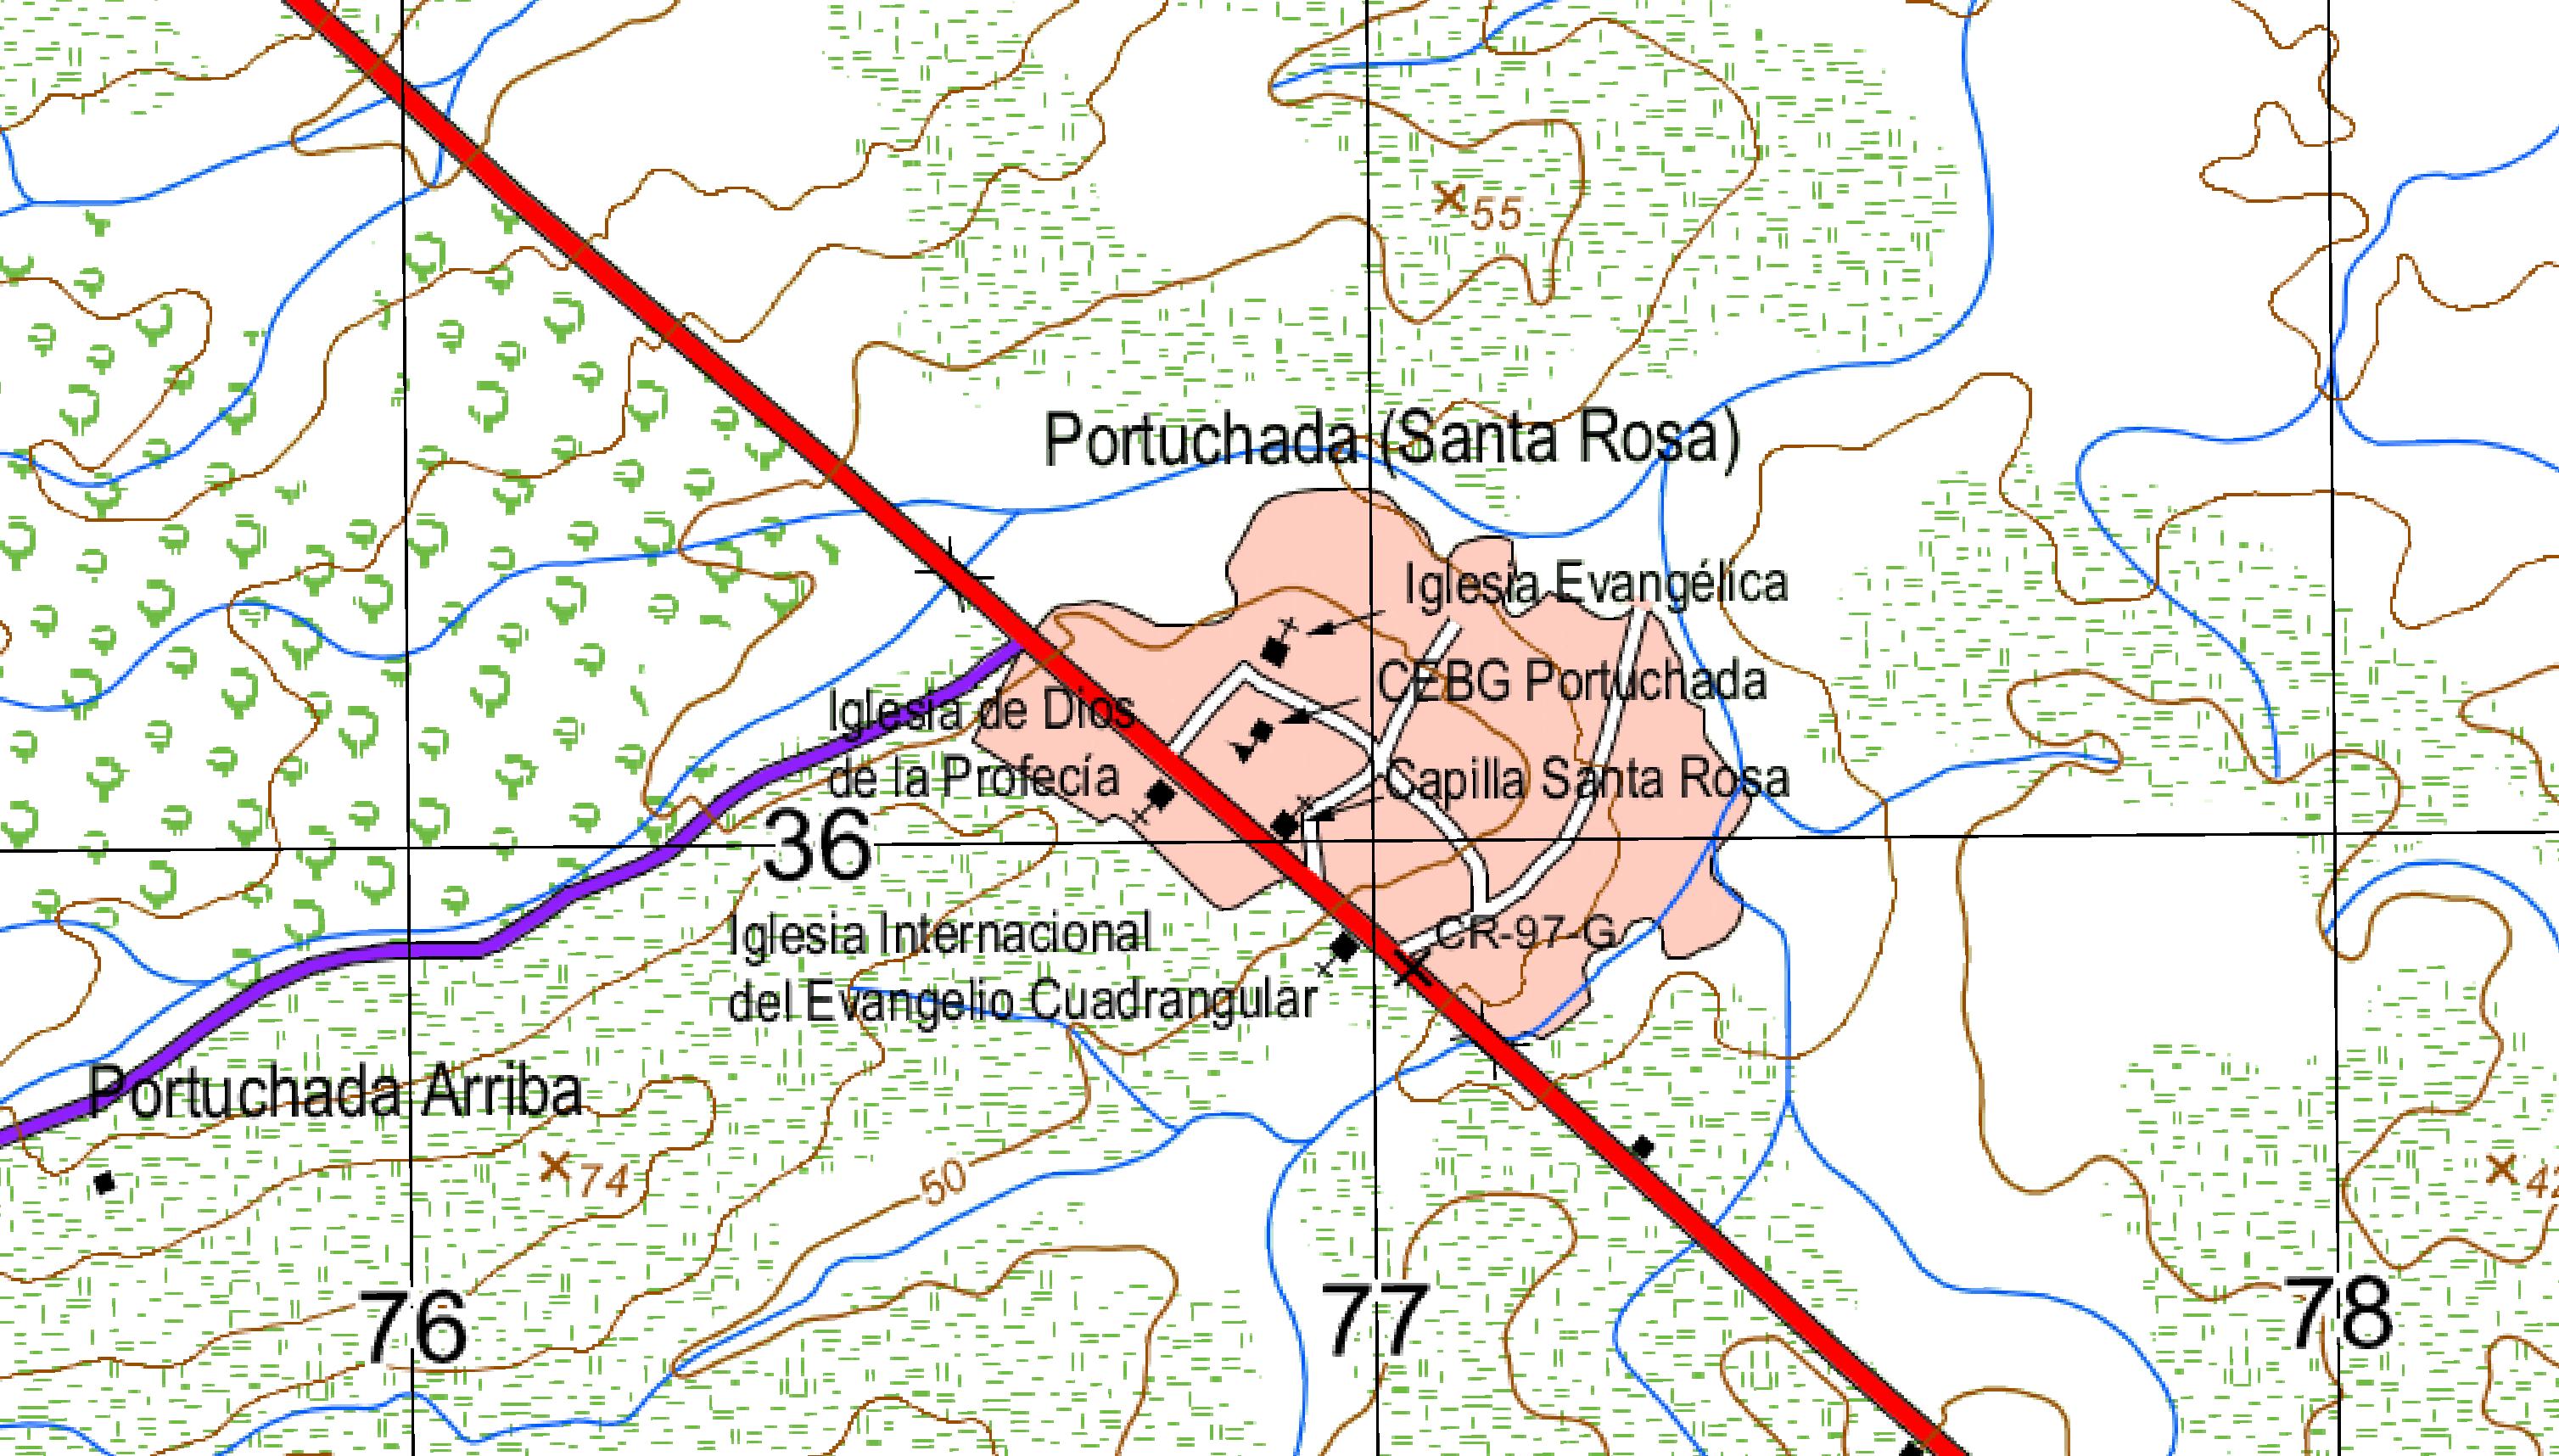 55
Portuchada (Santa Rosa)
Iglesia Evangélica
CEBG Portuchada
Iglesia de Dios
de la Profecía
Capilla Santa Rosa
36
Iglesia Internacional
del Evangelio Cuadrangular
CR-97-G
Portuchada Arriba
74
50
42
76
77
78